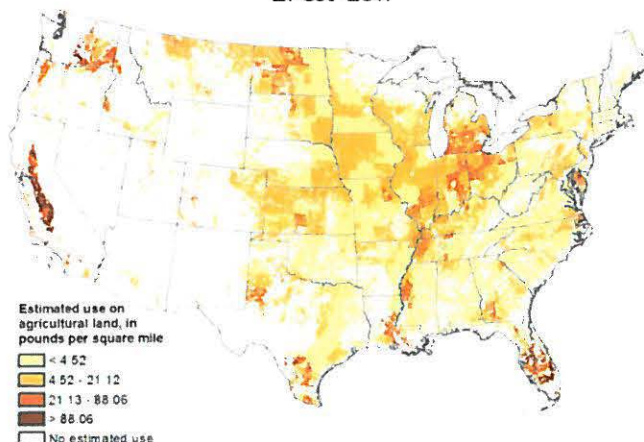 Estimated use on
agricultural land, in
pounds per square mile
< 4.52
4.52 - 21.12
21.13 - 88.06
> 88.06
No estimated use